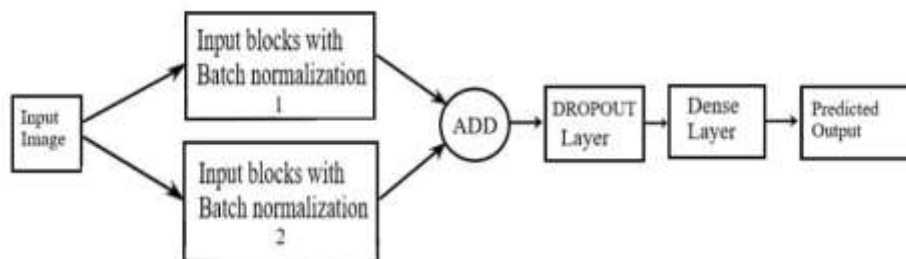 Input
Image
Input blocks with
Batch normalization
1
Input blocks with
Batch normalization
2
ADD
DROPOUT
Layer
Dense
Layer
Predicted
Output